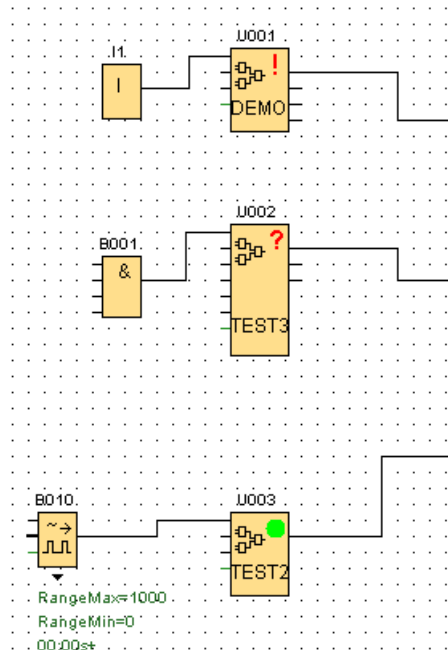 I1
U001
I
!
DEMO
U002
B001
?
&
TEST3
B010
U003
TEST2
RangeMax=1000
RangeMin=0
00:00s+